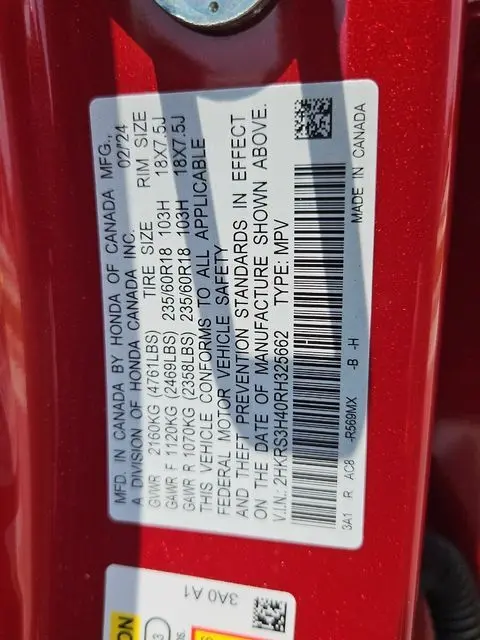 MFD. IN CANADA BY HONDA OF CANADA MFG.,
A DIVISION OF HONDA CANADA INC. 02/'24
GVWR 2160KG (4761LBS) TIRE SIZE RIM SIZE
GAWR F 1120KG (2469LBS) 235/60R18 103H 18X7.5J
GAWR R 1070KG (2358LBS) 235/60R18 103H 18X7.5J
THIS VEHICLE CONFORMS TO ALL APPLICABLE
FEDERAL MOTOR VEHICLE SAFETY
AND THEFT PREVENTION STANDARDS IN EFFECT
ON THE DATE OF MANUFACTURE SHOWN ABOVE.
V.I.N.: 2HKRS3H40RH325662 TYPE: MPV
3A1 R AC8 -R569MX -B -H
MADE IN CANADA
3A0 A1